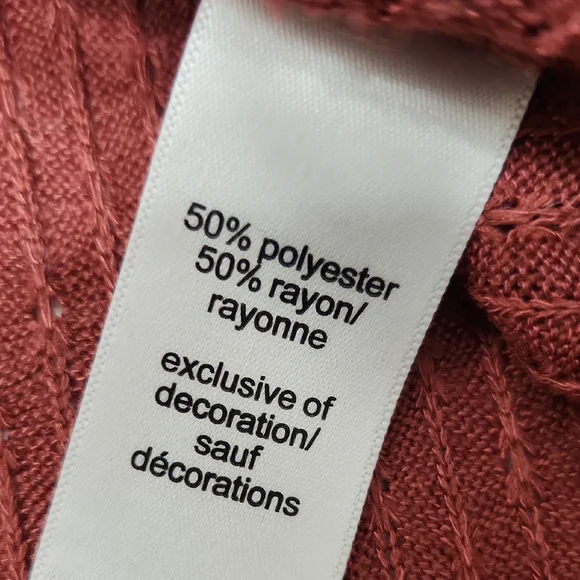 50% polyester
50% rayon/
rayonne
exclusive of
decoration/
sauf
décorations